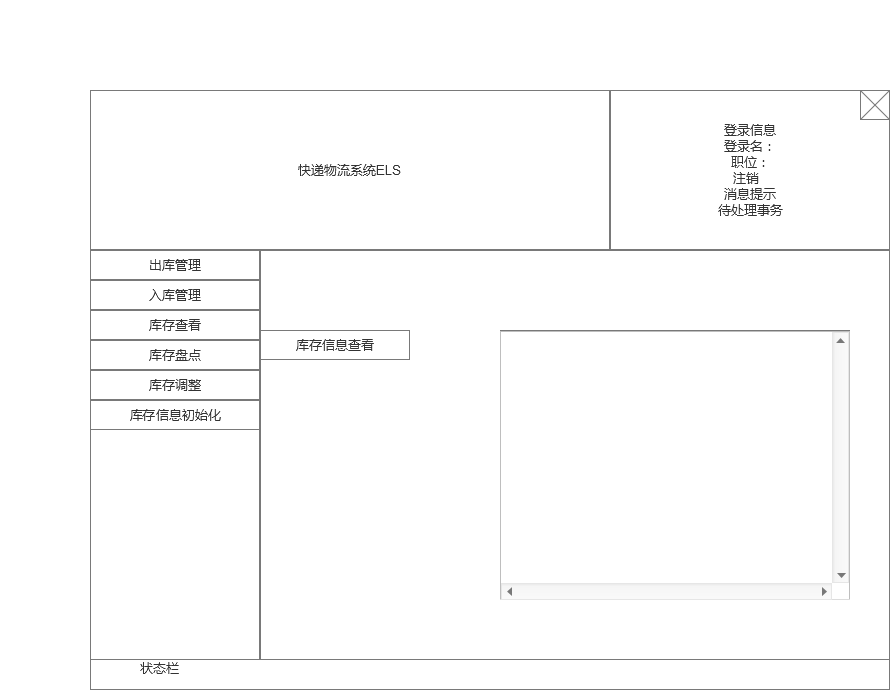 快递物流系统ELS
登录信息
登录名：
职位：
注销
消息提示
待处理事务
出库管理
入库管理
库存查看
库存盘点
库存调整
库存信息初始化
库存信息查看
状态栏